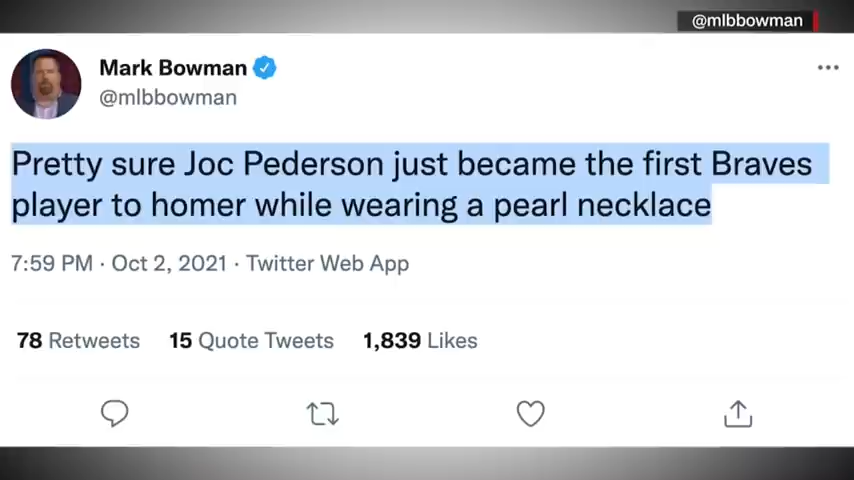 @mlbbowman
Mark Bowman
@mlbbowman
Pretty sure Joc Pederson just became the first Braves
player to homer while wearing a pearl necklace
7:59 PM · Oct 2, 2021 · Twitter Web App
78 Retweets 15 Quote Tweets 1,839 Likes